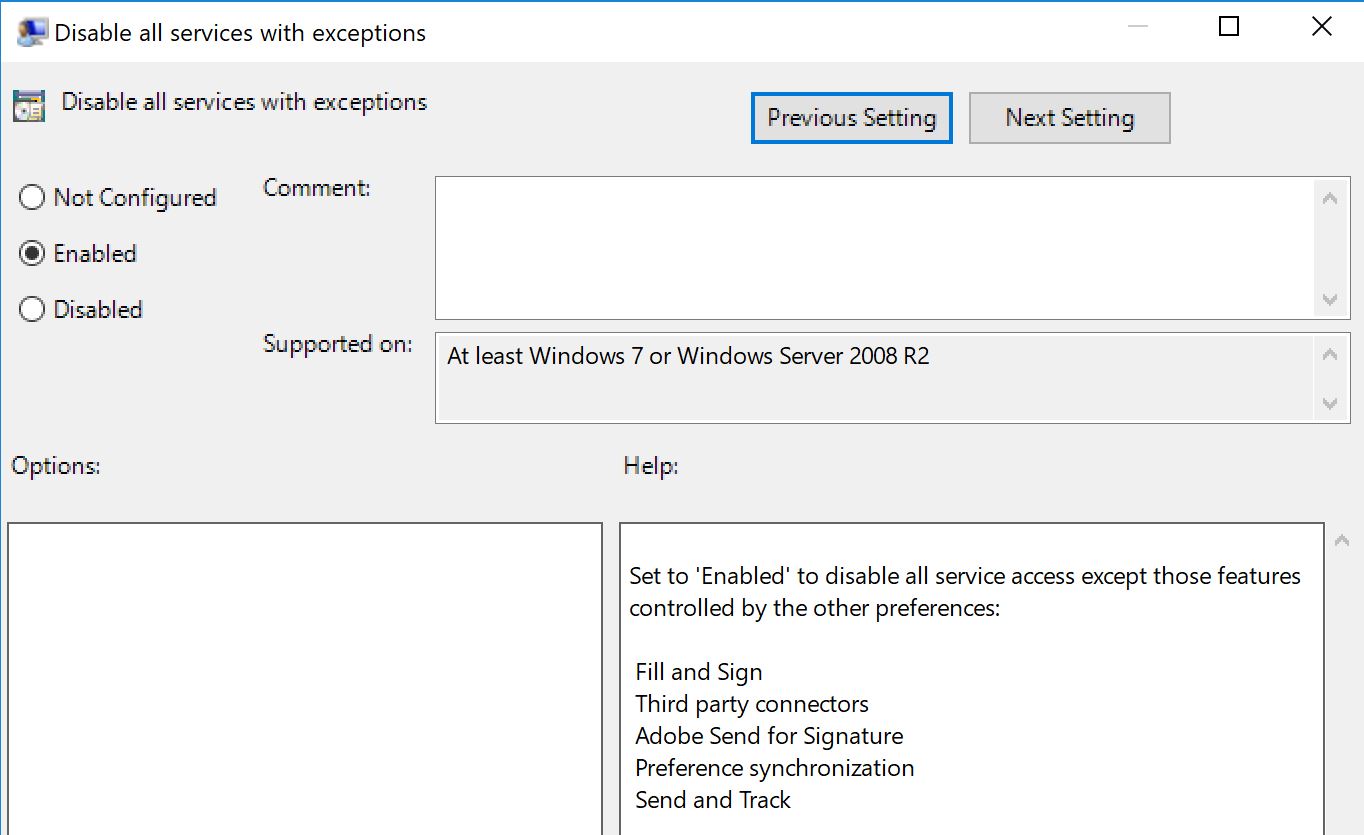 Disable all services with exceptions
Disable all services with exceptions
Previous Setting
Next Setting
Not Configured
Comment:
Enabled
Disabled
Supported on:
At least Windows 7 or Windows Server 2008 R2
Options:
Help:
Set to 'Enabled' to disable all service access except those features
controlled by the other preferences:
Fill and Sign
Third party connectors
Adobe Send for Signature
Preference synchronization
Send and Track